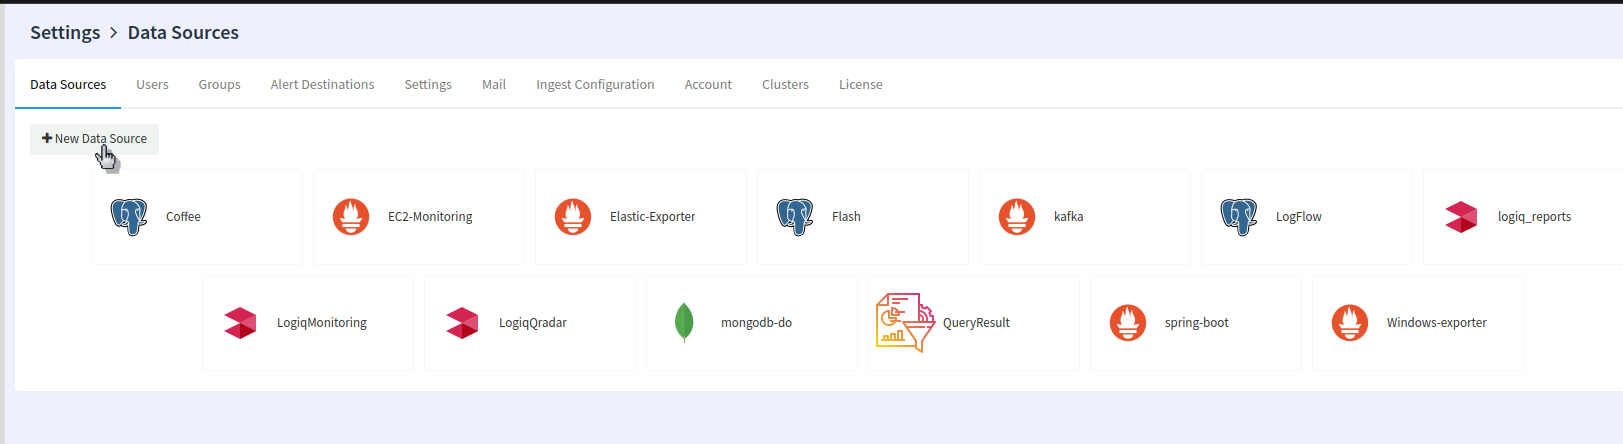 Settings > Data Sources
Data Sources Users Groups Alert Destinations Settings Mail Ingest Configuration Account Clusters License
+ New Data Source
Coffee EC2-Monitoring Elastic-Exporter Flash kafka LogFlow logiq_reports
LogiqMonitoring LogiqQradar mongodb-do QueryResult spring-boot Windows-exporter